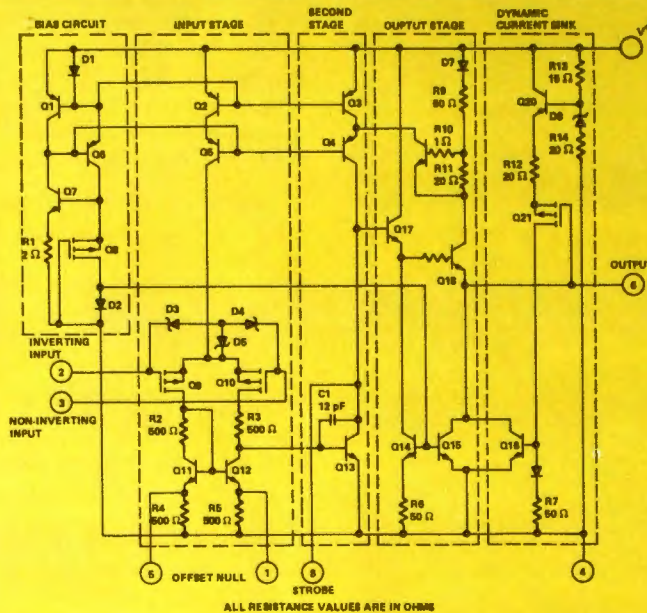 BIAS CIRCUIT
INPUT STAGE
SECOND
STAGE
OUPTUT STAGE
DYNAMIC
CURRENT SINK
V+
D1
Q1
Q2
Q3
D7
R9
50 Ω
R13
15 Ω
Q20
D8
R14
20 Ω
R10
1 Ω
R11
20 Ω
Q6
Q5
Q4
R12
20 Ω
Q7
Q21
R1
2 Ω
Q8
D2
Q17
Q18
OUTPUT
6
D3
D4
D5
INVERTING
INPUT
2
Q9
Q10
3
NON-INVERTING
INPUT
R2
500 Ω
R3
500 Ω
C1
12 pF
Q11
Q12
Q13
Q14
Q15
Q16
R4
500 Ω
R5
500 Ω
R6
50 Ω
R7
50 Ω
5
OFFSET NULL
1
8
STROBE
4
ALL RESISTANCE VALUES ARE IN OHMS